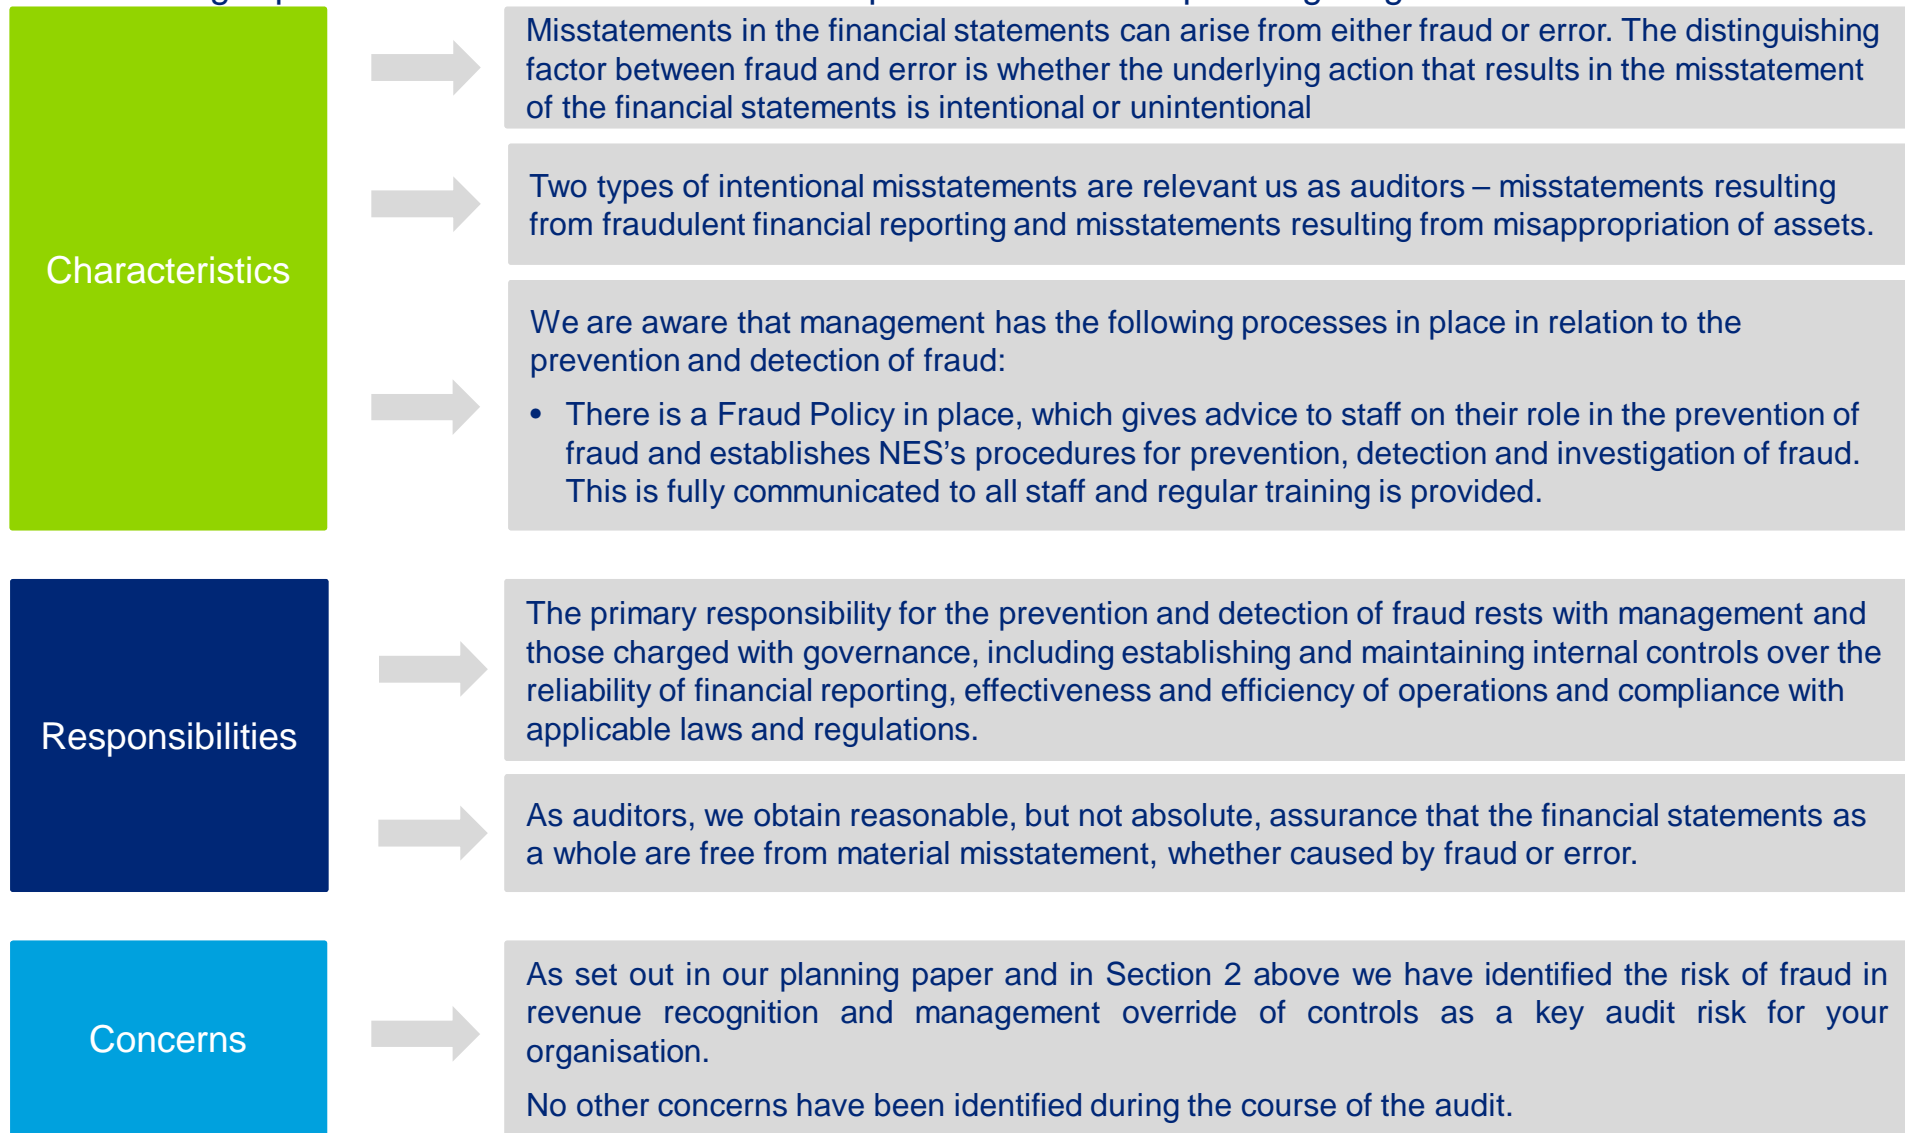 Misstatements in the financial statements can arise from either fraud or error. The distinguishing
factor between fraud and error is whether the underlying action that results in the misstatement
of the financial statements is intentional or unintentional
Two types of intentional misstatements are relevant us as auditors – misstatements resulting
from fraudulent financial reporting and misstatements resulting from misappropriation of assets.
Characteristics
We are aware that management has the following processes in place in relation to the
prevention and detection of fraud:
• There is a Fraud Policy in place, which gives advice to staff on their role in the prevention of
fraud and establishes NES’s procedures for prevention, detection and investigation of fraud.
This is fully communicated to all staff and regular training is provided.
The primary responsibility for the prevention and detection of fraud rests with management and
those charged with governance, including establishing and maintaining internal controls over the
reliability of financial reporting, effectiveness and efficiency of operations and compliance with
applicable laws and regulations.
Responsibilities
As auditors, we obtain reasonable, but not absolute, assurance that the financial statements as
a whole are free from material misstatement, whether caused by fraud or error.
As set out in our planning paper and in Section 2 above we have identified the risk of fraud in
revenue recognition and management override of controls as a key audit risk for your
organisation.
Concerns
No other concerns have been identified during the course of the audit.